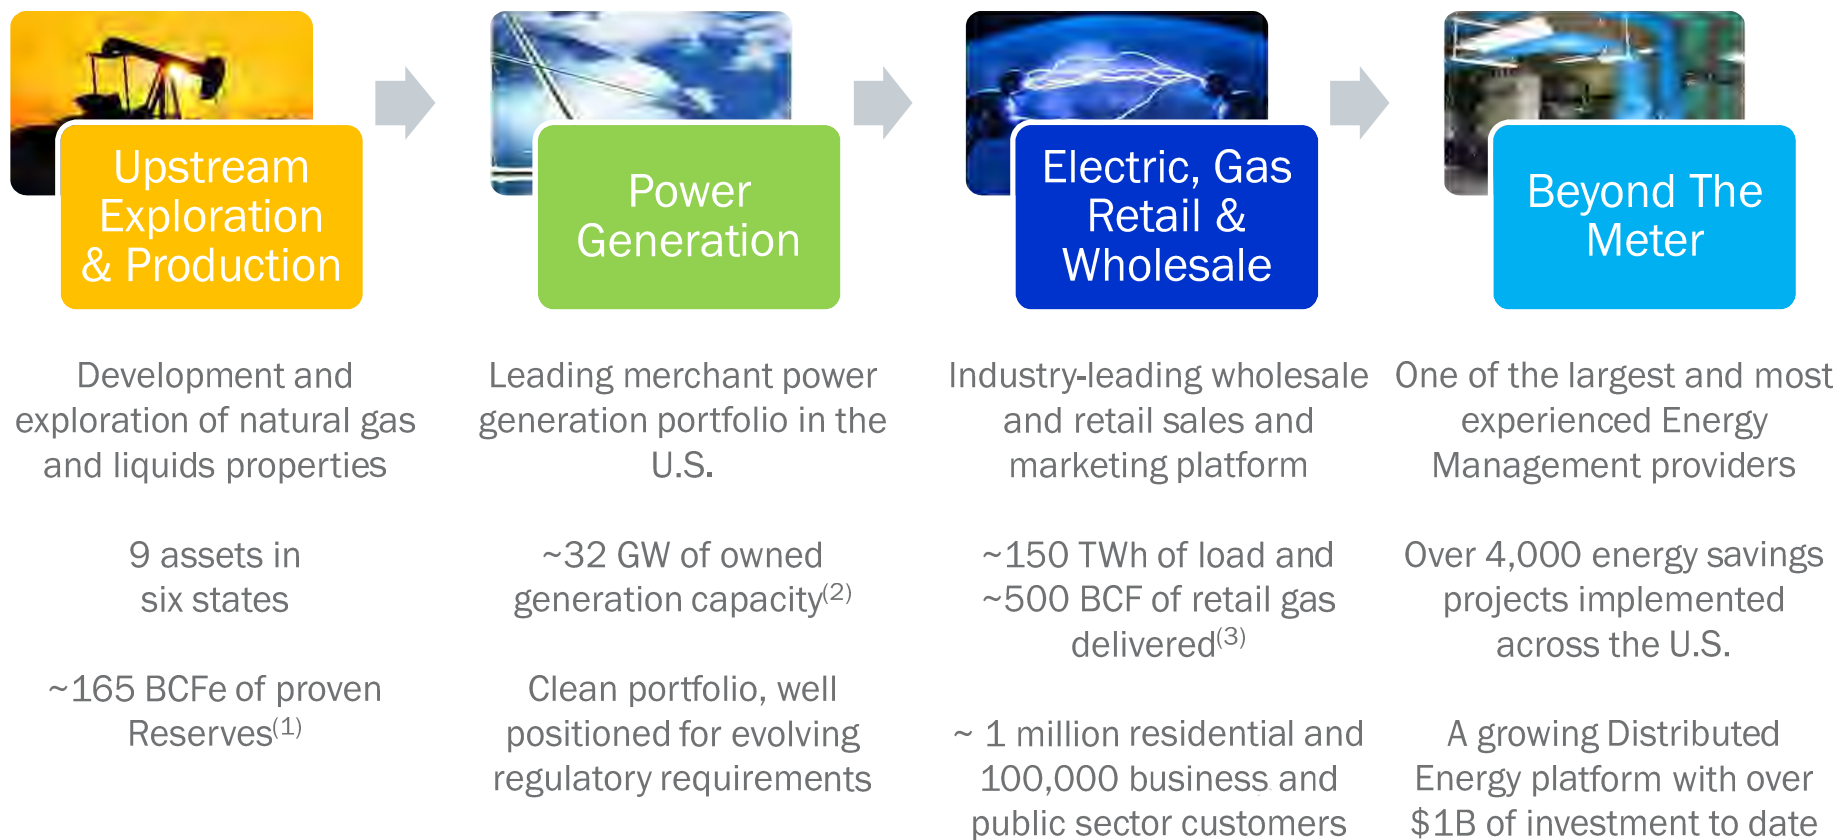 Upstream
Exploration
& Production
Power
Generation
Electric, Gas
Retail &
Wholesale
Beyond The
Meter
Development and
exploration of natural gas
and liquids properties
9 assets in
six states
~165 BCFe of proven
Reserves(1)
Leading merchant power
generation portfolio in the
U.S.
~32 GW of owned
generation capacity(2)
Clean portfolio, well
positioned for evolving
regulatory requirements
Industry-leading wholesale
and retail sales and
marketing platform
~150 TWh of load and
~500 BCF of retail gas
delivered(3)
~ 1 million residential and
100,000 business and
public sector customers
One of the largest and most
experienced Energy
Management providers
Over 4,000 energy savings
projects implemented
across the U.S.
A growing Distributed
Energy platform with over
$1B of investment to date